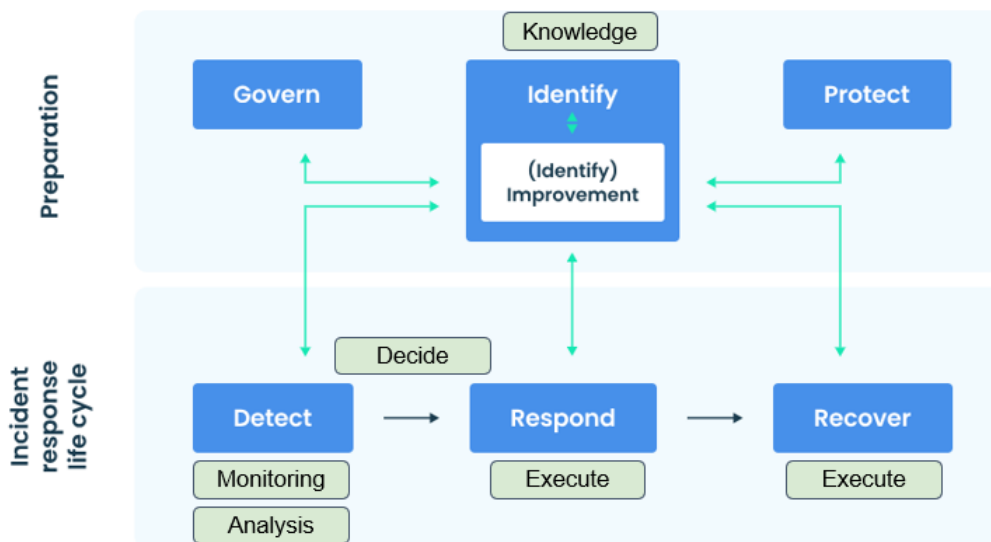 Preparation
Knowledge
Govern
Identify
Protect
(Identify)
Improvement
Incident
response
life cycle
Decide
Detect
Respond
Recover
Monitoring
Execute
Execute
Analysis